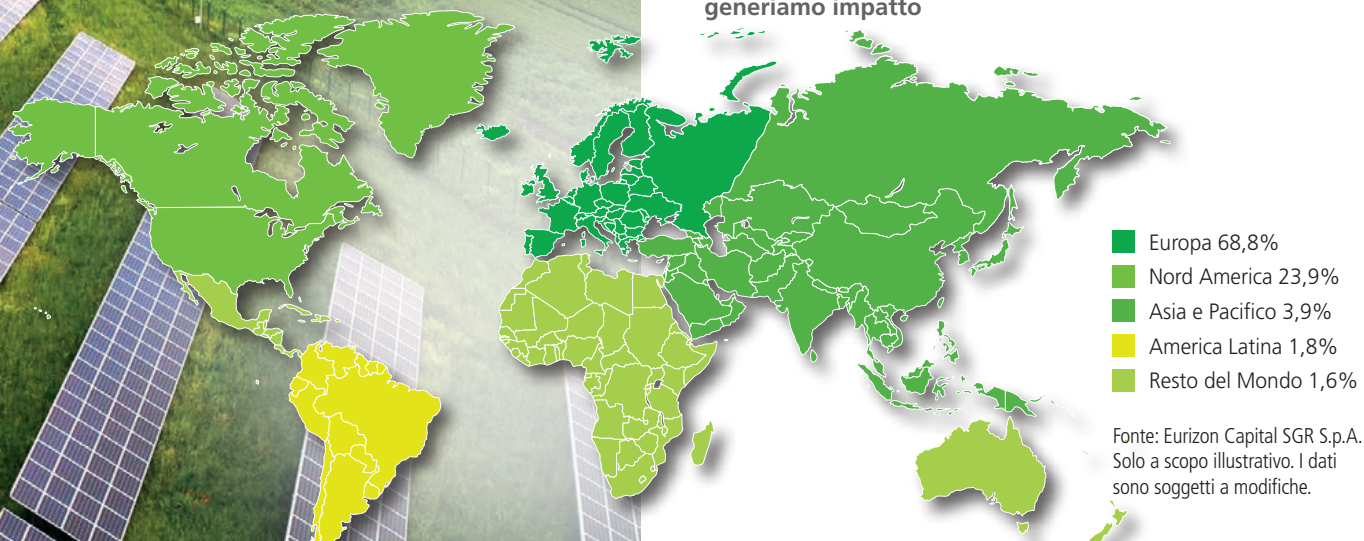 generiamo impatto
Europa 68,8%
Nord America 23,9%
Asia e Pacifico 3,9%
America Latina 1,8%
Resto del Mondo 1,6%
Fonte: Eurizon Capital SGR S.p.A.
Solo a scopo illustrativo. I dati
sono soggetti a modifiche.